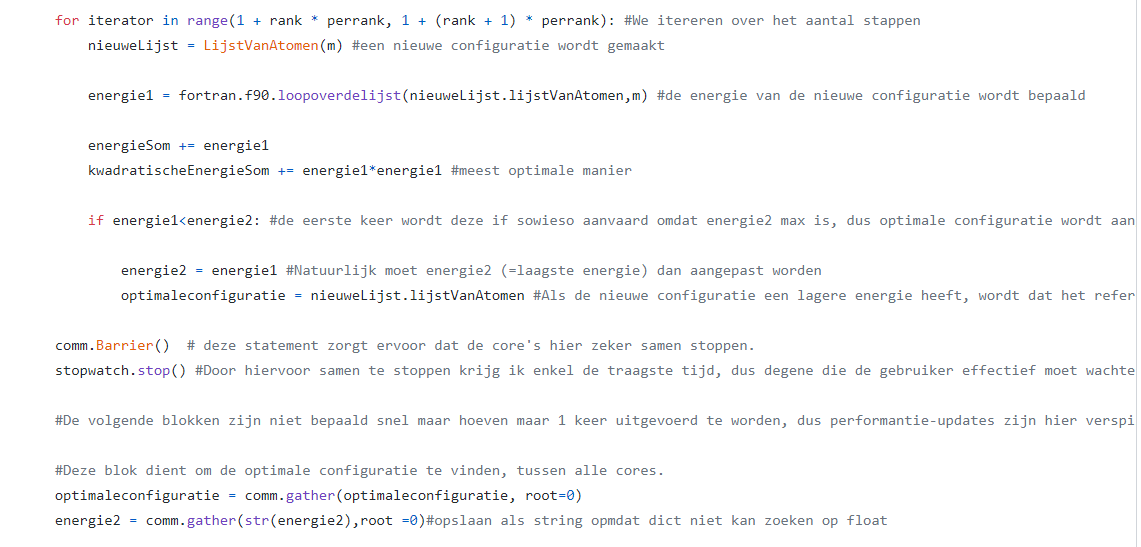 for iterator in range(1 + rank * perrank, 1 + (rank + 1) * perrank): #We itereren over het aantal stappen
nieuweLijst = LijstVanAtomen(m) #een nieuwe configuratie wordt gemaakt
energie1 = fortran.f90.loopoverdelijst(nieuweLijst.lijstVanAtomen,m) #de energie van de nieuwe configuratie wordt bepaald
energieSom += energie1
kwadratischeEnergieSom += energie1*energie1 #meest optimale manier
if energie1<energie2: #de eerste keer wordt deze if sowieso aanvaard omdat energie2 max is, dus optimale configuratie wordt aan
energie2 = energie1 #Natuurlijk moet energie2 (=laagste energie) dan aangepast worden
optimaleconfiguratie = nieuweLijst.lijstVanAtomen #Als de nieuwe configuratie een lagere energie heeft, wordt dat het refer
comm.Barrier()  # deze statement zorgt ervoor dat de core's hier zeker samen stoppen.
stopwatch.stop() #Door hiervoor samen te stoppen krijg ik enkel de traagste tijd, dus degene die de gebruiker effectief moet wachte
#De volgende blokken zijn niet bepaald snel maar hoeven maar 1 keer uitgevoerd te worden, dus performantie-updates zijn hier verspi
#Deze blok dient om de optimale configuratie te vinden, tussen alle cores.
optimaleconfiguratie = comm.gather(optimaleconfiguratie, root=0)
energie2 = comm.gather(str(energie2),root =0)#opslaan als string opmdat dict niet kan zoeken op float